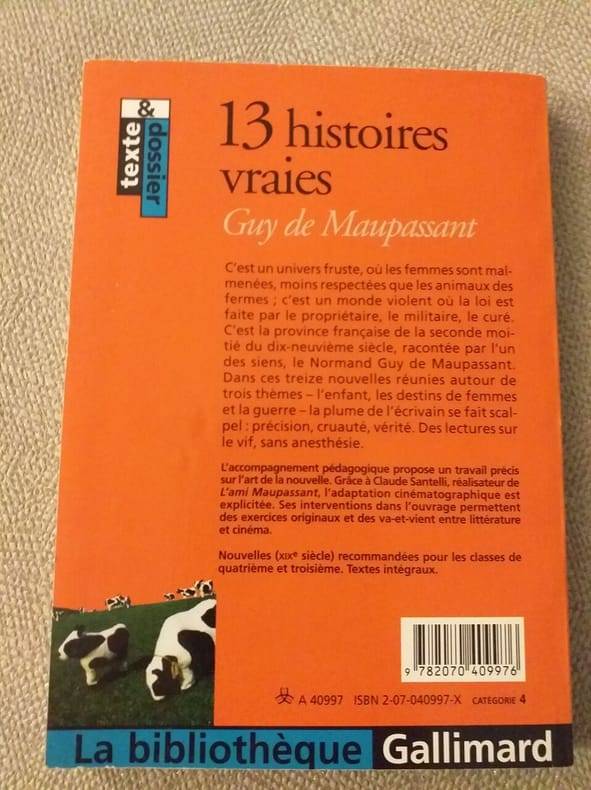 texte
&
dossier
13 histoires
vraies
Guy de Maupassant
C'est un univers fruste, où les femmes sont mal-
menées, moins respectées que les animaux des
fermes ; c'est un monde violent où la loi est
faite par le propriétaire, le militaire, le curé.
C'est la province française de la seconde moi-
tié du dix-neuvième siècle, racontée par l'un
des siens, le Normand Guy de Maupassant.
Dans ces treize nouvelles réunies autour de
trois thèmes – l'enfant, les destins de femmes
et la guerre – la plume de l'écrivain se fait scal-
pel : précision, cruauté, vérité. Des lectures sur
le vif, sans anesthésie.
L'accompagnement pédagogique propose un travail précis
sur l'art de la nouvelle. Grâce à Claude Santelli, réalisateur de
L'ami Maupassant, l'adaptation cinématographique est
explicitée. Ses interventions dans l'ouvrage permettent
des exercices originaux et des va-et-vient entre littérature
et cinéma.
Nouvelles (XIXe siècle) recommandées pour les classes de
quatrième et troisième. Textes intégraux.
9 782070 409976
A 40997 ISBN 2-07-040997-X CATÉGORIE 4
La bibliothèque Gallimard